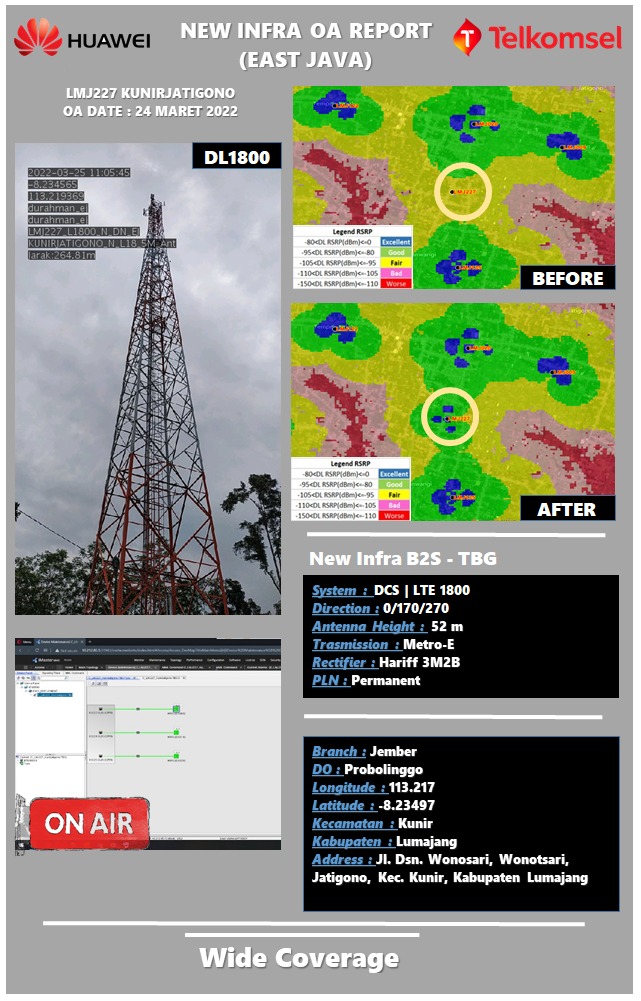 HUAWEI
NEW INFRA OA REPORT
(EAST JAVA)
Telkomsel
LMJ227 KUNIRJATIGONO
OA DATE : 24 MARET 2022
DL1800
2022-03-25 11:05:45
-8.234565
113.219369
durahman_el
durahman_el
LMJ227_L1800_N_DN_El
KUNIRJATIGONO_N_L18_5M_Ant
Jarak:264.81m
LMJ227
Legend RSRP
-80<DL RSRP(dBm)<=0 Excellent
-95<DL RSRP(dBm)<=-80 Good
-105<DL RSRP(dBm)<=-95 Fair
-110<DL RSRP(dBm)<=-105 Bad
-150<DL RSRP(dBm)<=-110 Worse
BEFORE
Legend RSRP
-80<DL RSRP(dBm)<=0 Excellent
-95<DL RSRP(dBm)<=-80 Good
-105<DL RSRP(dBm)<=-95 Fair
-110<DL RSRP(dBm)<=-105 Bad
-150<DL RSRP(dBm)<=-110 Worse
AFTER
New Infra B2S - TBG
System : DCS | LTE 1800
Direction : 0/170/270
Antenna Height : 52 m
Trasmission : Metro-E
Rectifier : Hariff 3M2B
PLN : Permanent
ON AIR
Branch : Jember
DO : Probolinggo
Longitude : 113.217
Latitude : -8.23497
Kecamatan : Kunir
Kabupaten : Lumajang
Address : Jl. Dsn. Wonosari, Wonotsari,
Jatigono, Kec. Kunir, Kabupaten Lumajang
Wide Coverage